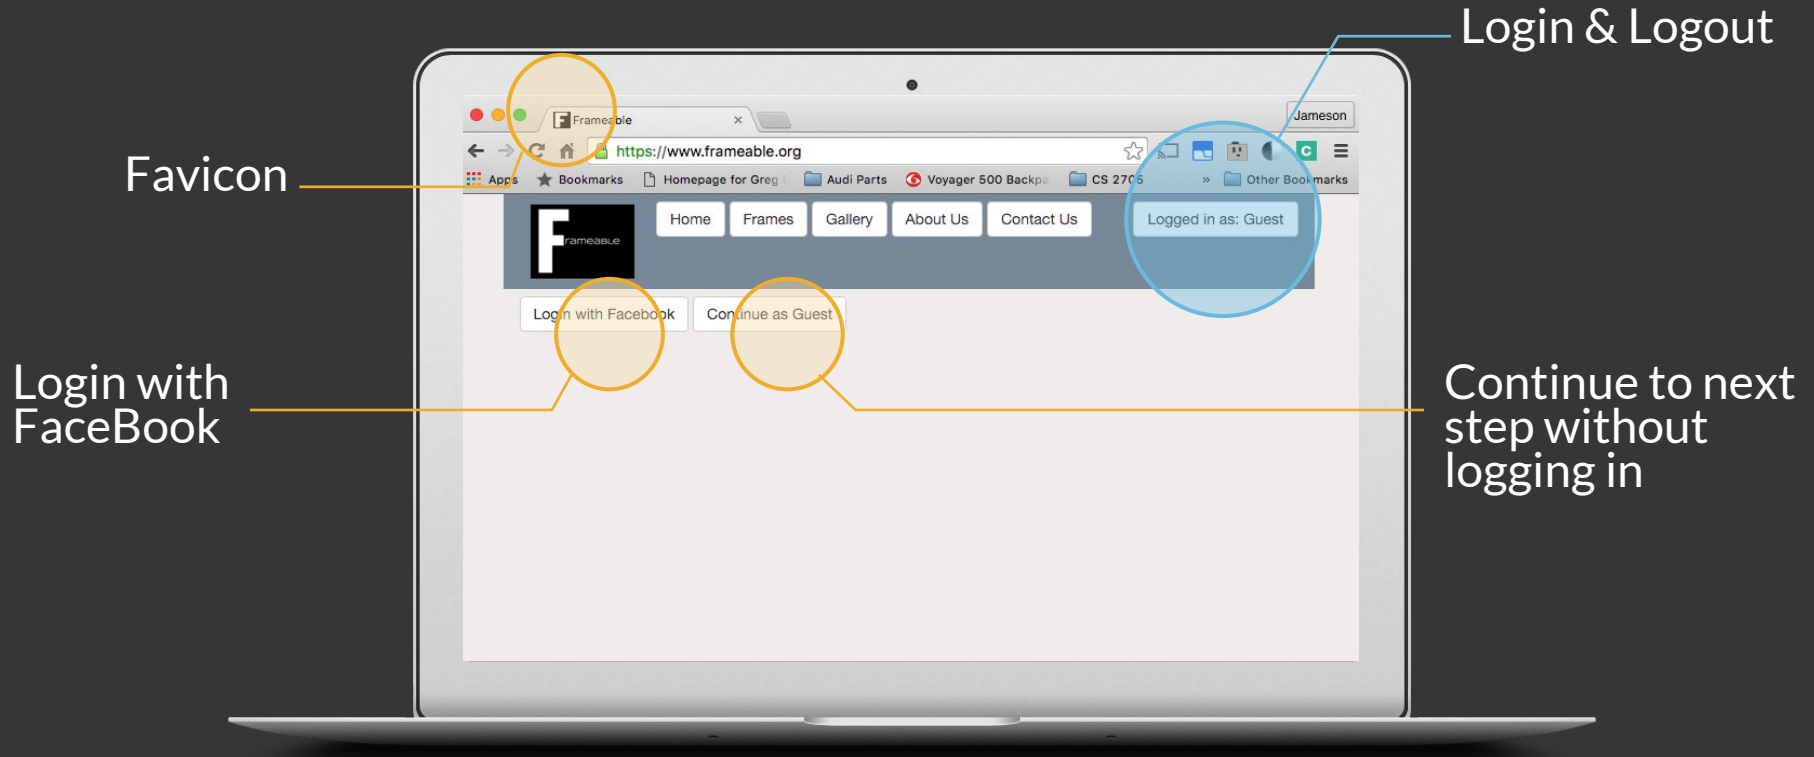 Login & Logout
Frameable
Jameson
https://www.frameable.org
Apps
Bookmarks
Homepage for Greg
Audi Parts
Voyager 500 Backpa
CS 2705
»
Other Bookmarks
Favicon
Frameable
Home
Frames
Gallery
About Us
Contact Us
Logged in as: Guest
Login with Facebook
Continue as Guest
Login with
FaceBook
Continue to next
step without
logging in